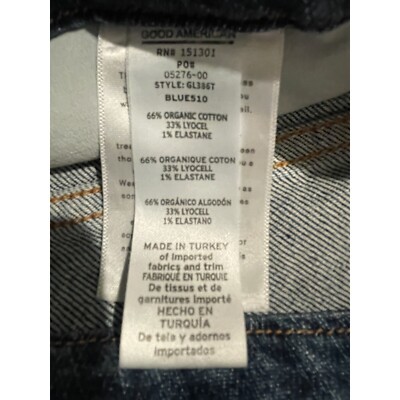 GOOD AMERICAN
RN# 151301
PO#
05276-00
STYLE: GL386T
BLUE510
66% ORGANIC COTTON
33% LYOCEL
1% ELASTANE
66% ORGANIQUE COTON
33% LYOCELL
1% ELASTANE
66% ORGÁNICO ALGODÓN
33% LYOCELL
1% ELASTANO
MADE IN TURKEY
of imported
fabrics and trim
FABRIQUÉ EN TURQUIE
De tissus et de
garnitures importé
HECHO EN
TURQUÍA
De tela y adornos
importados